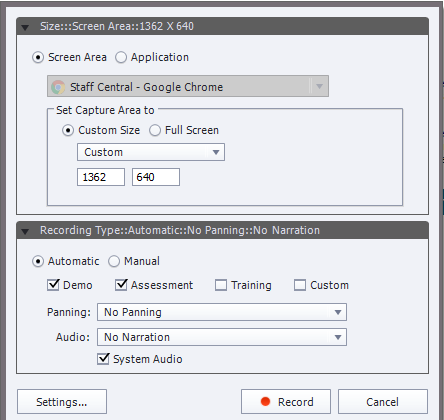 Size:::Screen Area::1362 X 640
Screen Area Application
Staff Central - Google Chrome
Set Capture Area to
Custom Size Full Screen
Custom
1362 640
Recording Type::Automatic::No Panning::No Narration
Automatic Manual
Demo Assessment Training Custom
Panning: No Panning
Audio: No Narration
System Audio
Settings... Record Cancel